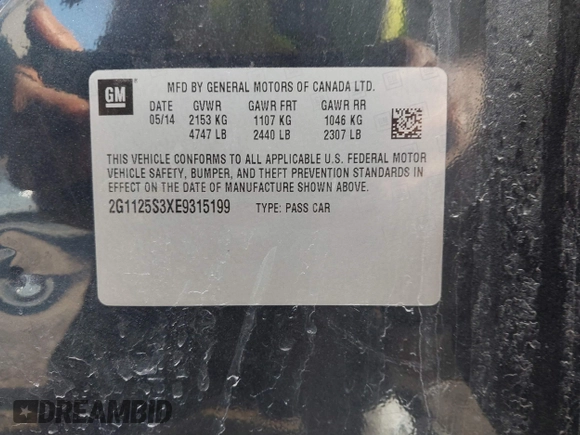 GM
MFD BY GENERAL MOTORS OF CANADA LTD.
DATE GVWR GAWR FRT GAWR RR
05/14 2153 KG 1107 KG 1046 KG
4747 LB 2440 LB 2307 LB
THIS VEHICLE CONFORMS TO ALL APPLICABLE U.S. FEDERAL MOTOR
VEHICLE SAFETY, BUMPER, AND THEFT PREVENTION STANDARDS IN
EFFECT ON THE DATE OF MANUFACTURE SHOWN ABOVE.
2G1125S3XE9315199 TYPE: PASS CAR
DREAMBID